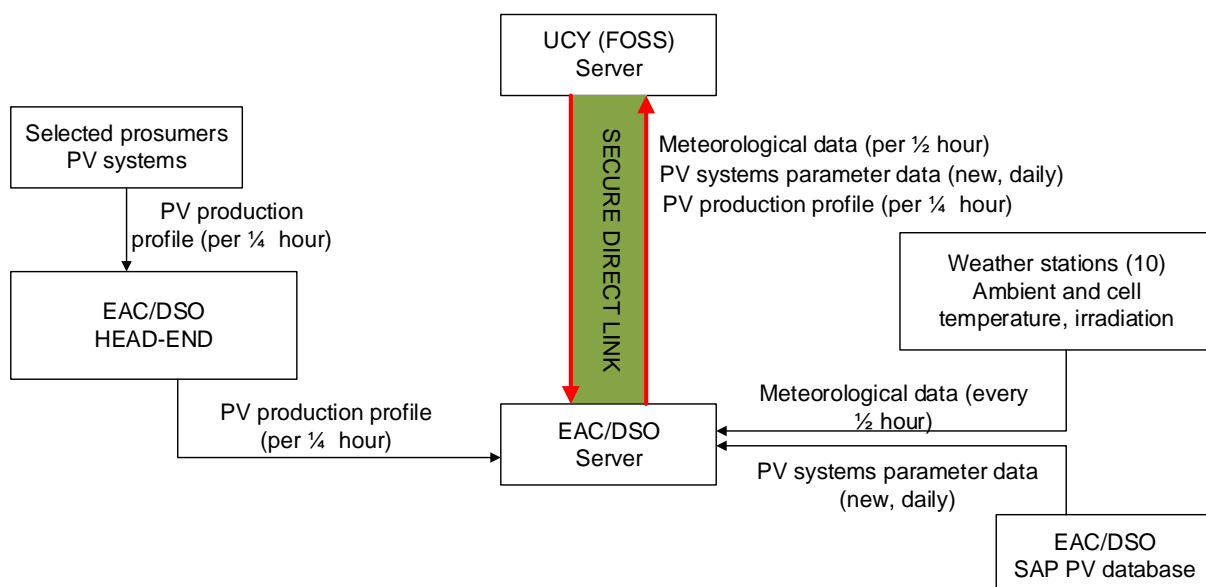 UCY (FOSS)
Server
Selected prosumers
PV systems
SECURE DIRECT LINK
Meteorological data (per ½ hour)
PV systems parameter data (new, daily)
PV production profile (per ¼  hour)
PV production
profile (per ¼  hour)
Weather stations (10)
Ambient and cell
temperature, irradiation
EAC/DSO
HEAD-END
Meteorological data (every
½ hour)
PV production profile
(per ¼  hour)
EAC/DSO
Server
PV systems parameter data
(new, daily)
EAC/DSO
SAP PV database